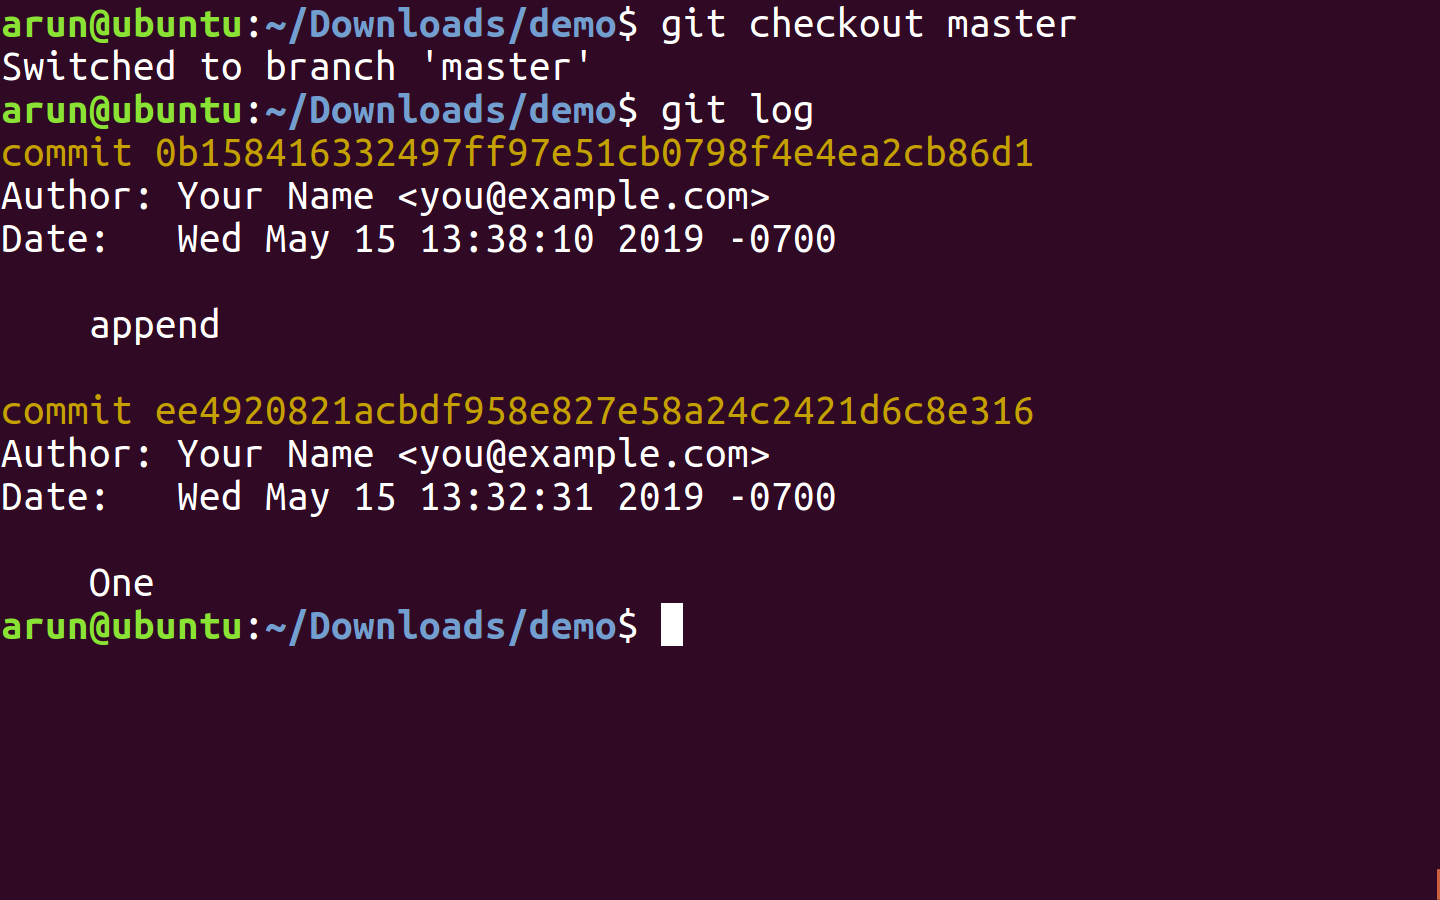 arun@ubuntu:~/Downloads/demo$ git checkout master
Switched to branch 'master'
arun@ubuntu:~/Downloads/demo$ git log
commit 0b158416332497ff97e51cb0798f4e4ea2cb86d1
Author: Your Name <you@example.com>
Date:   Wed May 15 13:38:10 2019 -0700
    append
commit ee4920821acbdf958e827e58a24c2421d6c8e316
Author: Your Name <you@example.com>
Date:   Wed May 15 13:32:31 2019 -0700
    One
arun@ubuntu:~/Downloads/demo$